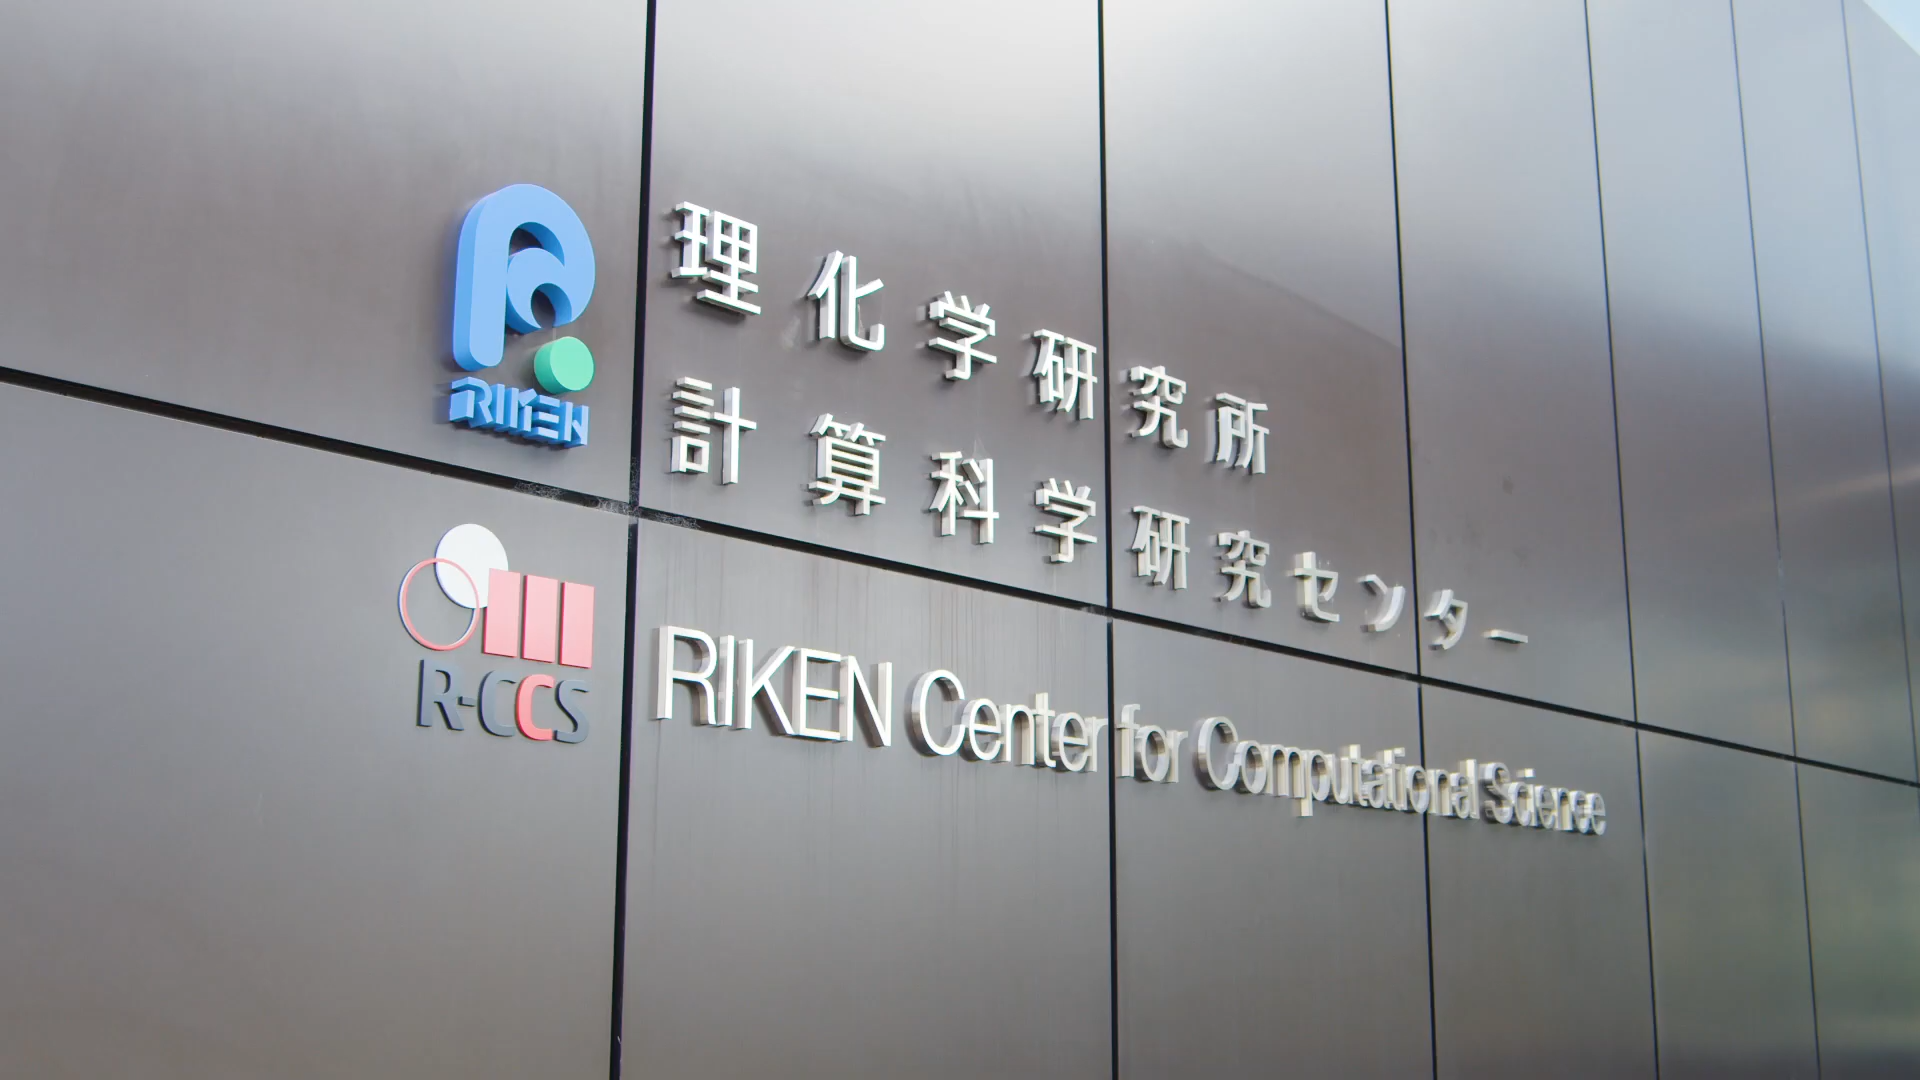 RIKEN
理化学研究所
計算科学研究センター
R-CCS
RIKEN Center for Computational Science